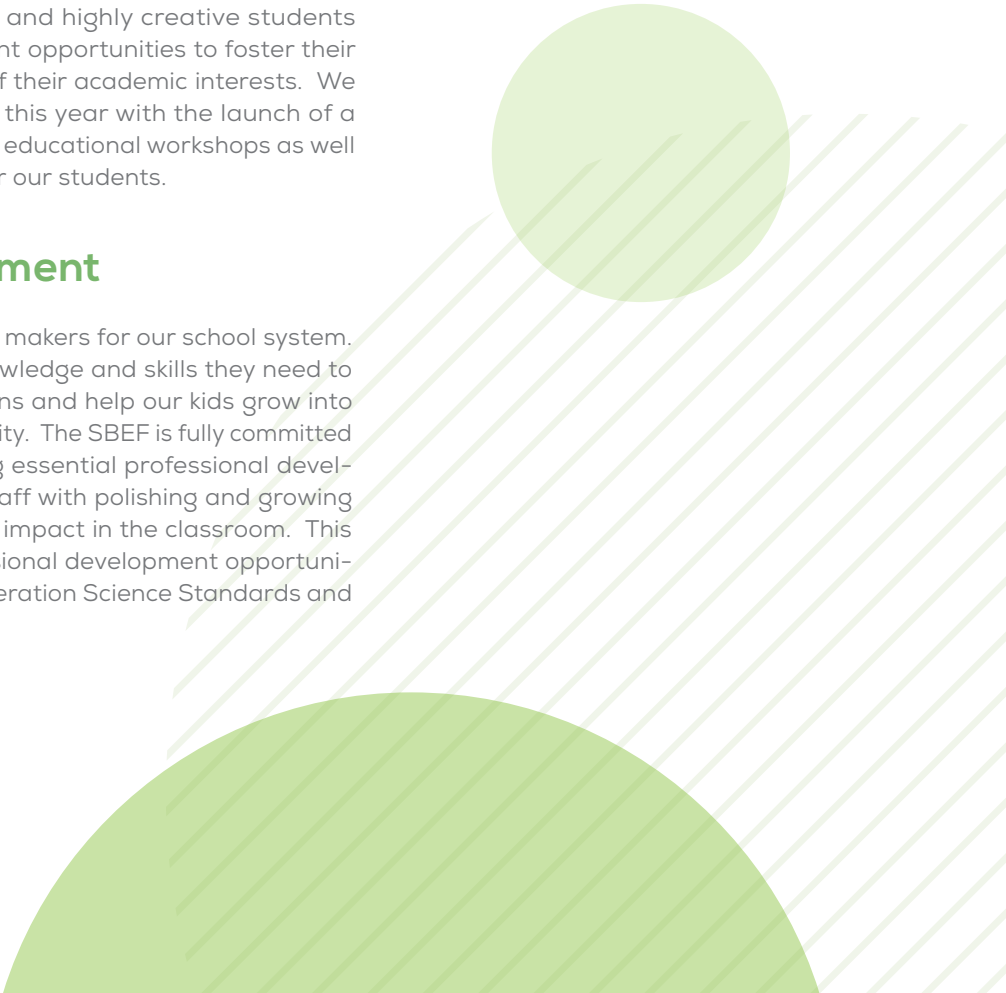 and highly creative students
nt opportunities to foster their
f their academic interests.  We
this year with the launch of a
educational workshops as well
r our students.
ment
makers for our school system.
wledge and skills they need to
ns and help our kids grow into
ity.  The SBEF is fully committed
g essential professional devel-
aff with polishing and growing
impact in the classroom.  This
ional development opportuni-
eration Science Standards and